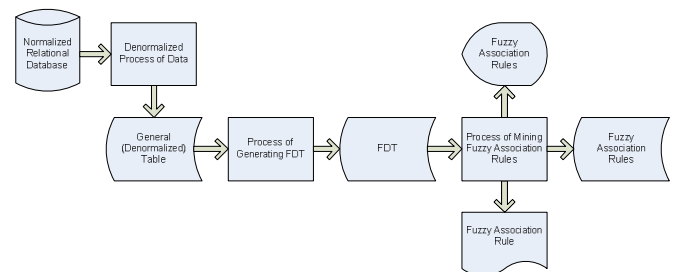 Normalized
Relational
Database
Denormalized
Process of Data
Fuzzy
Association
Rules
General
(Denormalized)
Table
Process of
Generating FDT
FDT
Process of Mining
Fuzzy Association
Rules
Fuzzy
Association
Rules
Fuzzy Association
Rule